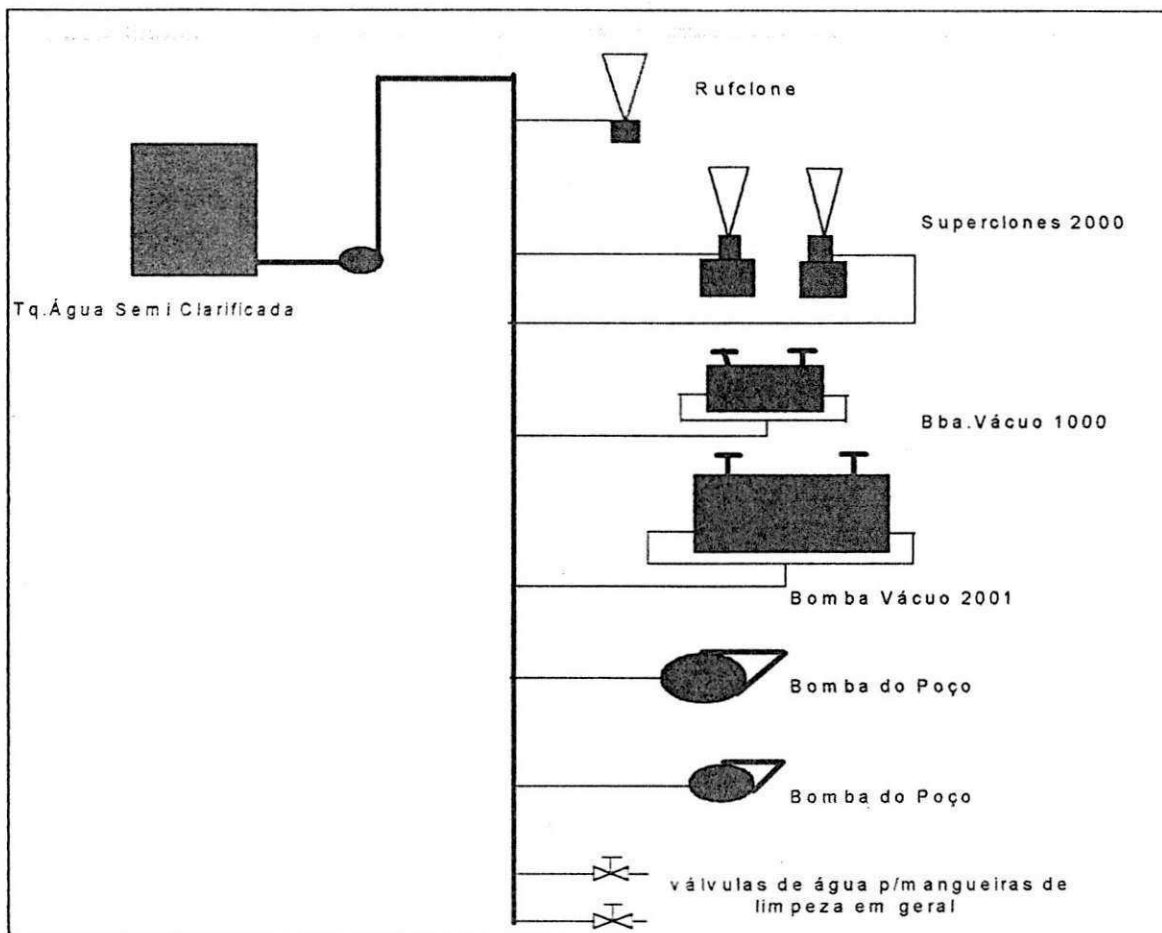 Rufclone
Superclones 2000
Tq.Água Semi Clarificada
Bba.Vácuo 1000
Bomba Vácuo 2001
Bomba do Poço
Bomba do Poço
válvulas de água p/mangueiras de
limpeza em geral